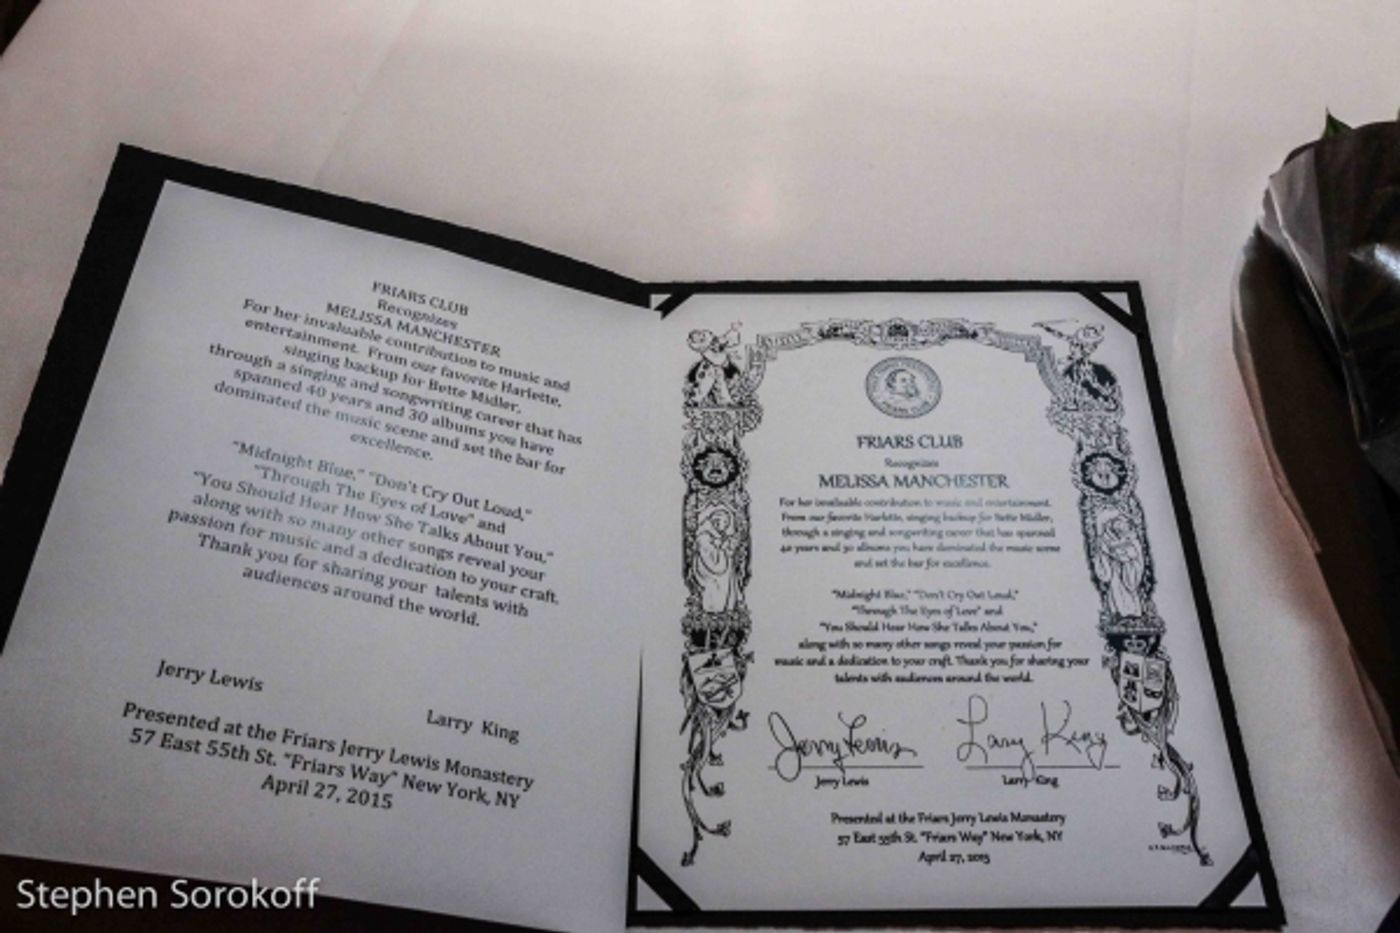 FRIARS CLUB
Recognizes
MELISSA MANCHESTER
For her invaluable contribution to music and
entertainment. From our favorite Harlette,
singing backup for Bette Midler,
through a singing and songwriting career that has
spanned 40 years and 30 albums you have
dominated the music scene and set the bar for
excellence.
"Midnight Blue," "Don't Cry Out Loud,"
"Through The Eyes of Love" and
"You Should Hear How She Talks About You,"
along with so many other songs reveal your
passion for music and a dedication to your craft.
Thank you for sharing your talents with
audiences around the world.
Jerry Lewis
Larry King
Presented at the Friars Jerry Lewis Monastery
57 East 55th St. "Friars Way" New York, NY
April 27, 2015
FRIARS CLUB
FRIARS CLUB
Recognizes
MELISSA MANCHESTER
For her invaluable contribution to music and entertainment.
From our favorite Harlette, singing backup for Bette Midler,
through a singing and songwriting career that has spanned
40 years and 30 albums you have dominated the music scene
and set the bar for excellence.
"Midnight Blue," "Don't Cry Out Loud,"
"Through The Eyes of Love" and
"You Should Hear How She Talks About You,"
along with so many other songs reveal your passion for
music and a dedication to your craft. Thank you for sharing your
talents with audiences around the world.
Jerry Lewis Larry King
Jerry Lewis Larry King
Presented at the Friars Jerry Lewis Monastery
57 East 55th St. "Friars Way" New York, NY
April 27, 2015
Stephen Sorokoff